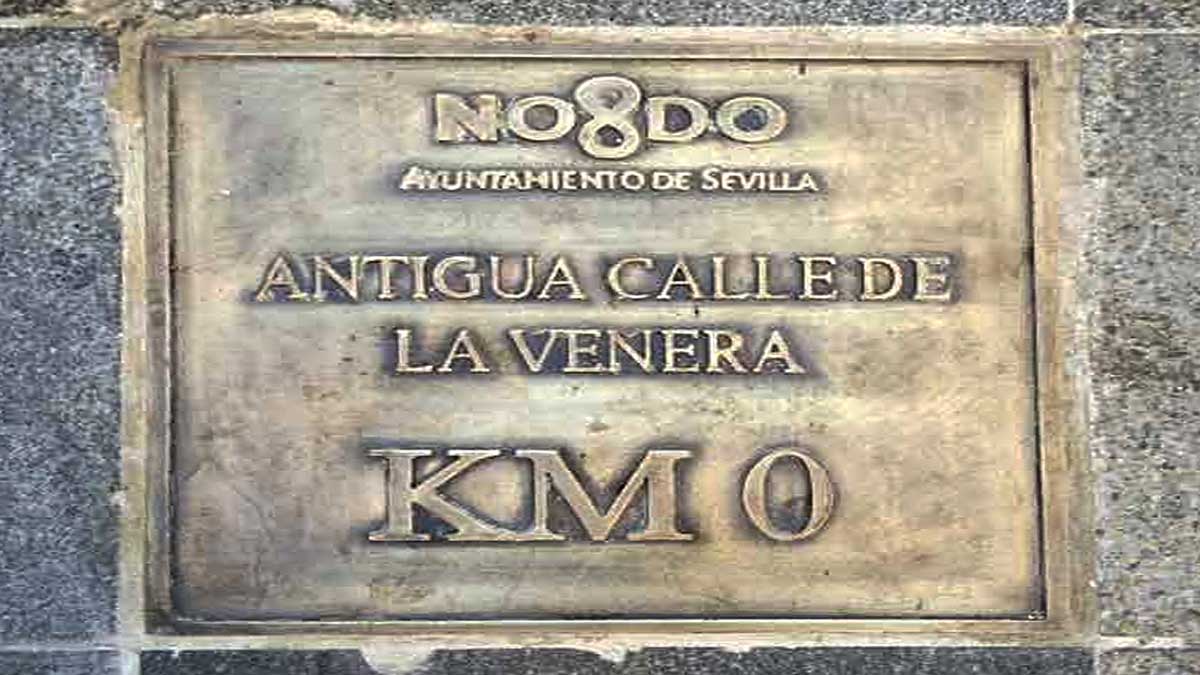 NO8DO
AYUNTAMIENTO DE SEVILLA
ANTIGUA CALLE DE
LA VENERA
KM 0